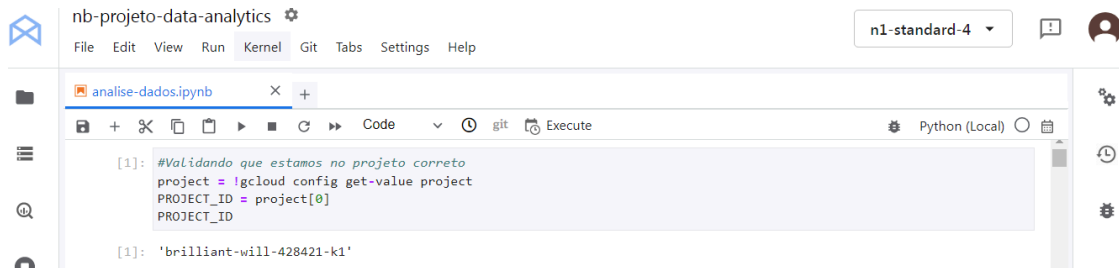 nb-projeto-data-analytics
n1-standard-4
File Edit View Run Kernel Git Tabs Settings Help
analise-dados.ipynb
Code git Execute Python (Local)
[1]: #Validando que estamos no projeto correto
project = !gcloud config get-value project
PROJECT_ID = project[0]
PROJECT_ID
[1]: 'brilliant-will-428421-k1'